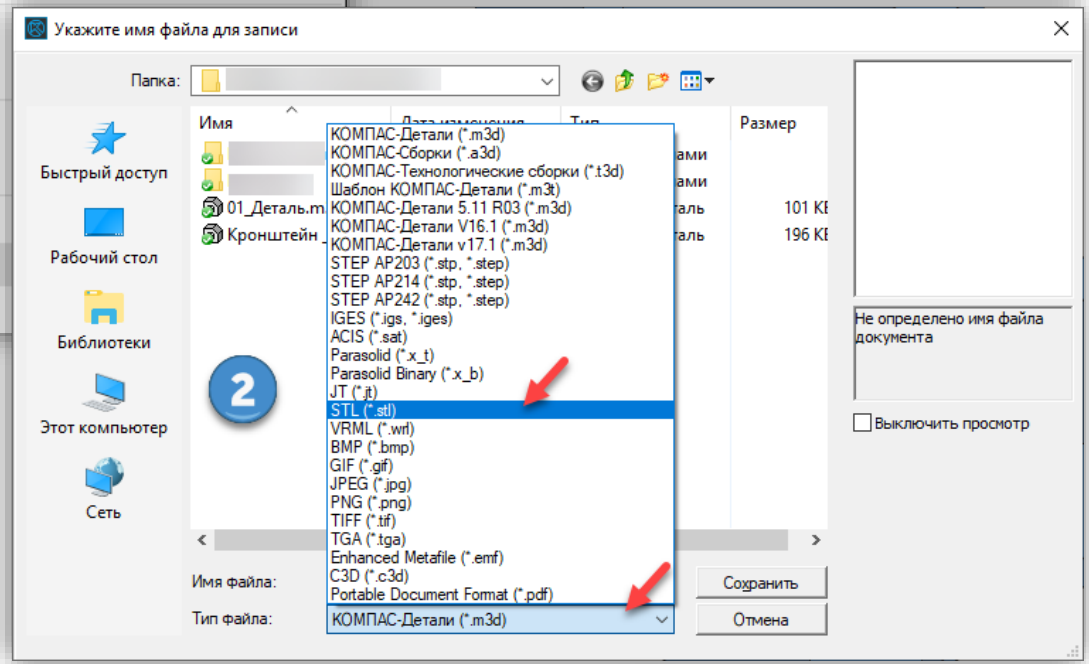 Укажите имя файла для записи
Папка:
Имя
Размер
Быстрый доступ
Рабочий стол
Библиотеки
Этот компьютер
Сеть
01_Деталь.m
101 КБ
Кронштейн_
196 КБ
КОМПАС-Детали (*.m3d)
КОМПАС-Сборки (*.a3d)
КОМПАС-Технологические сборки (*.t3d)
Шаблон КОМПАС-Детали (*.m3t)
КОМПАС-Детали 5.11 R03 (*.m3d)
КОМПАС-Детали V16.1 (*.m3d)
КОМПАС-Детали v17.1 (*.m3d)
STEP AP203 (*.stp, *.step)
STEP AP214 (*.stp, *.step)
STEP AP242 (*.stp, *.step)
IGES (*.igs, *.iges)
ACIS (*.sat)
Parasolid (*.x_t)
Parasolid Binary (*.x_b)
JT (*.jt)
STL (*.stl)
VRML (*.wrl)
BMP (*.bmp)
GIF (*.gif)
JPEG (*.jpg)
PNG (*.png)
TIFF (*.tif)
TGA (*.tga)
Enhanced Metafile (*.emf)
C3D (*.c3d)
Portable Document Format (*.pdf)
2
Не определено имя файла
документа
Выключить просмотр
Имя файла:
Сохранить
Тип файла:
КОМПАС-Детали (*.m3d)
Отмена